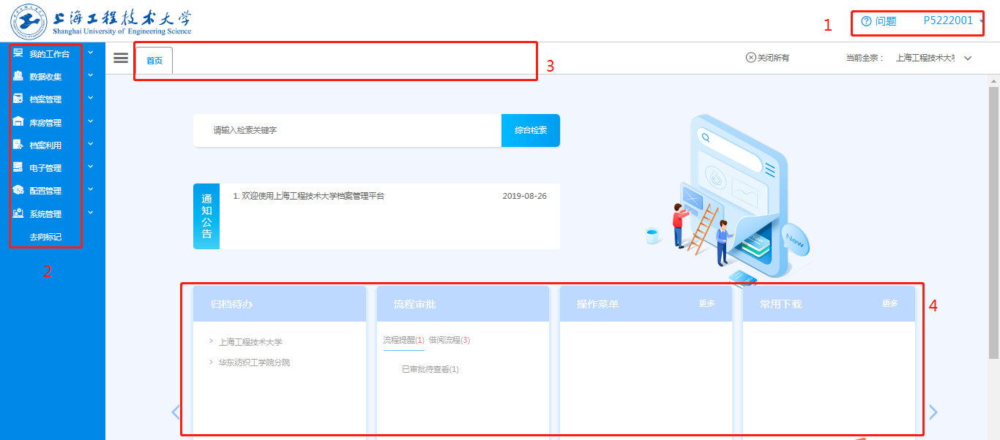 上海工程技术大学
Shanghai University of Engineering Science
1
问题
P5222001
我的工作台
数据收集
档案管理
库房管理
档案利用
电子管理
配置管理
系统管理
去向标记
2
首页
3
关闭所有
当前全宗：
上海工程技术大学
请输入检索关键字
综合检索
通知公告
1. 欢迎使用上海工程技术大学档案管理平台
2019-08-26
New
New
4
归档待办
上海工程技术大学
华东纺织工学院分院
流程审批
流程提醒(1) 借阅流程(3)
已审批待查看(1)
操作菜单
更多
常用下载
更多